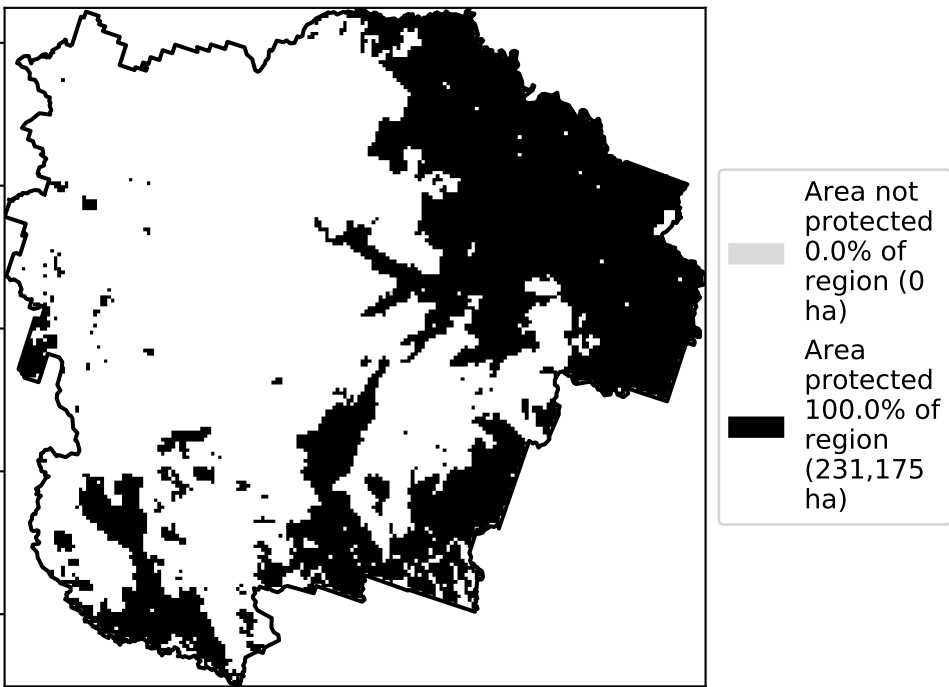 Area not
protected
0.0% of
region (0
ha)
Area
protected
100.0% of
region
(231,175
ha)